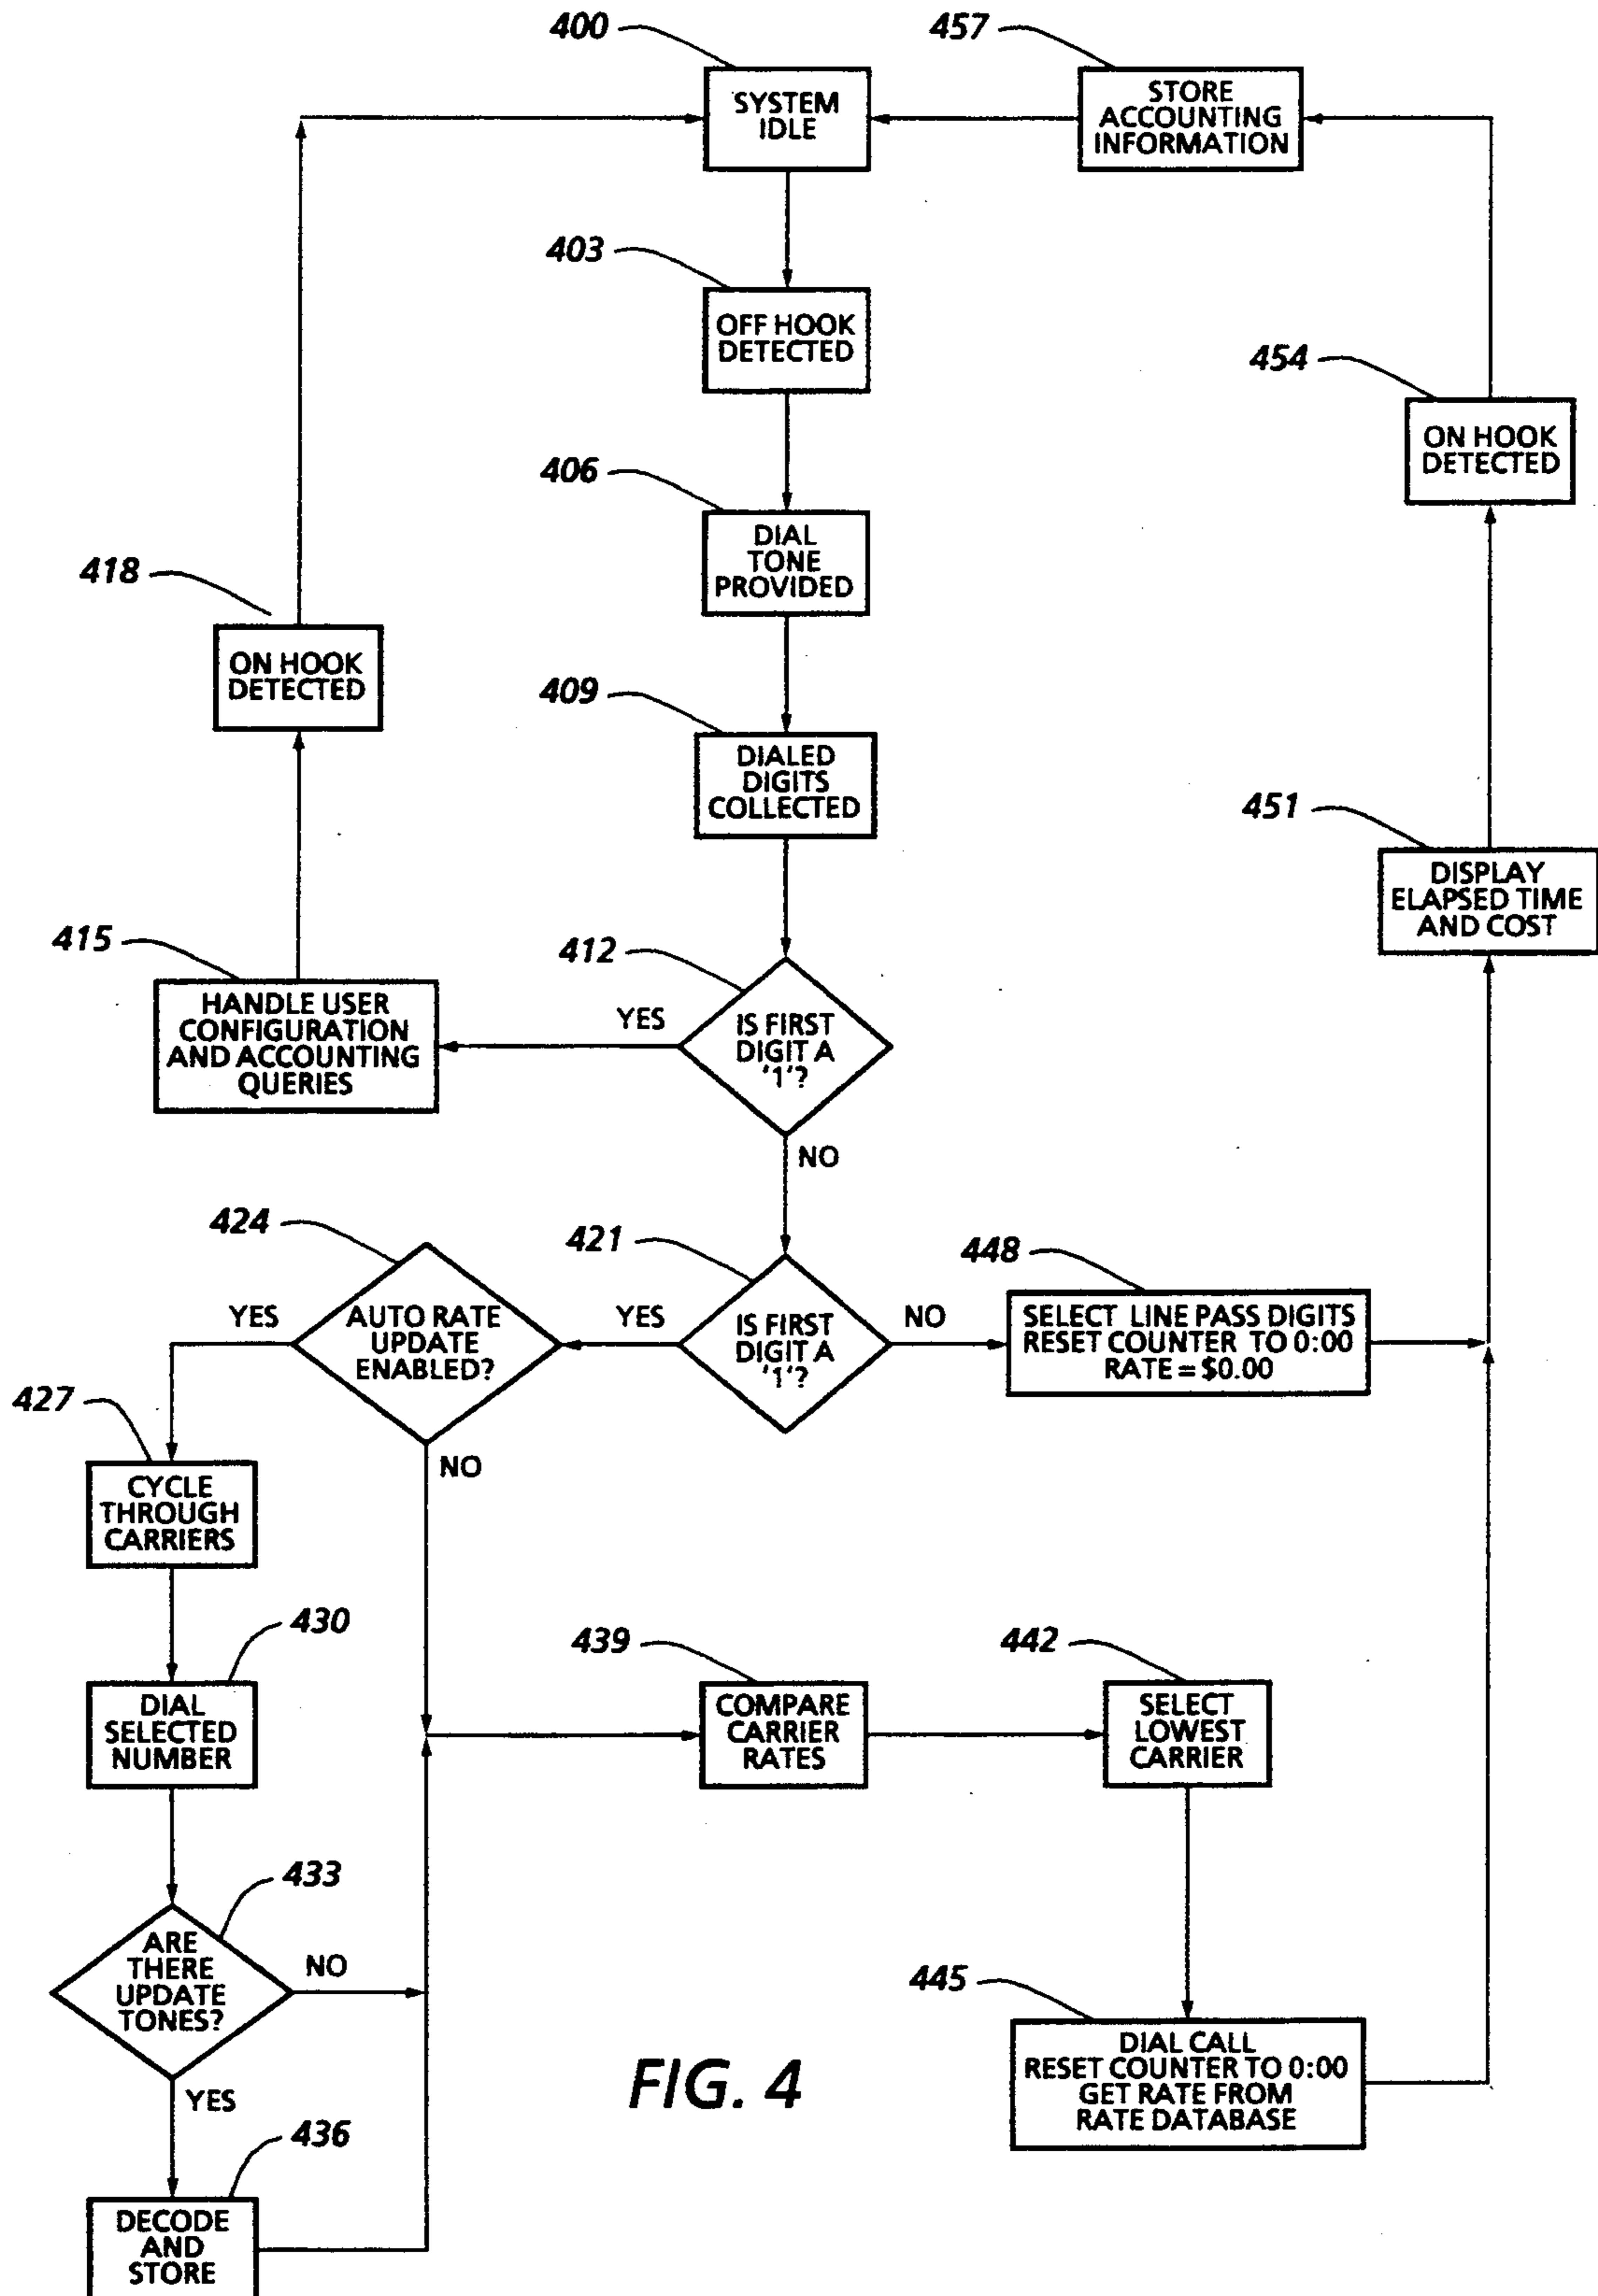 400
SYSTEM
IDLE
457
STORE
ACCOUNTING
INFORMATION
403
OFF HOOK
DETECTED
454
ON HOOK
DETECTED
406
DIAL
TONE
PROVIDED
418
ON HOOK
DETECTED
409
DIALED
DIGITS
COLLECTED
451
DISPLAY
ELAPSED TIME
AND COST
415
HANDLE USER
CONFIGURATION
AND ACCOUNTING
QUERIES
YES
412
IS FIRST
DIGIT A
'1'?
NO
424
AUTO RATE
UPDATE
ENABLED?
YES
NO
YES
421
IS FIRST
DIGIT A
'1'?
NO
448
SELECT LINE PASS DIGITS
RESET COUNTER TO 0:00
RATE = $0.00
427
CYCLE
THROUGH
CARRIERS
430
DIAL
SELECTED
NUMBER
439
COMPARE
CARRIER
RATES
442
SELECT
LOWEST
CARRIER
433
ARE
THERE
UPDATE
TONES?
NO
YES
445
DIAL CALL
RESET COUNTER TO 0:00
GET RATE FROM
RATE DATABASE
436
DECODE
AND
STORE
FIG. 4